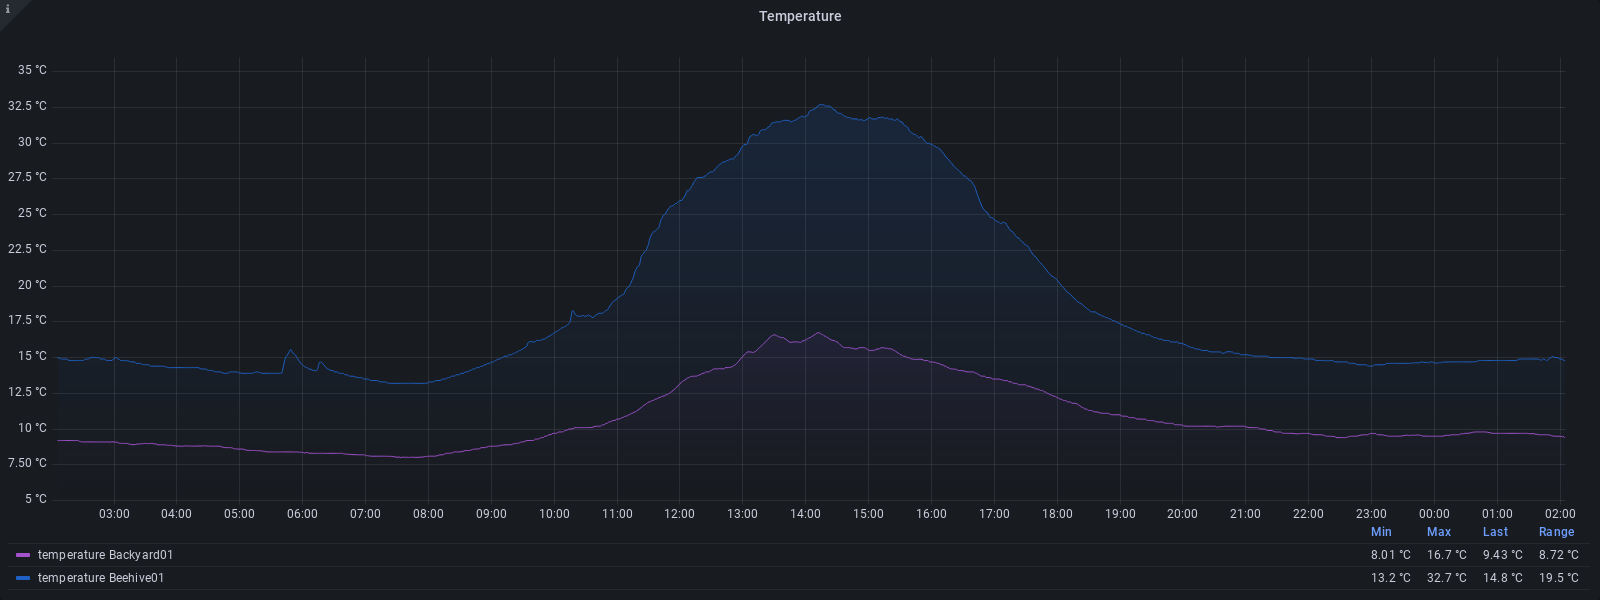 i
Temperature
35 °C
32.5 °C
30 °C
27.5 °C
25 °C
22.5 °C
20 °C
17.5 °C
15 °C
12.5 °C
10 °C
7.50 °C
5 °C
03:00 04:00 05:00 06:00 07:00 08:00 09:00 10:00 11:00 12:00 13:00 14:00 15:00 16:00 17:00 18:00 19:00 20:00 21:00 22:00 23:00 00:00 01:00 02:00
Min Max Last Range
temperature Backyard01 8.01 °C 16.7 °C 9.43 °C 8.72 °C
temperature Beehive01 13.2 °C 32.7 °C 14.8 °C 19.5 °C